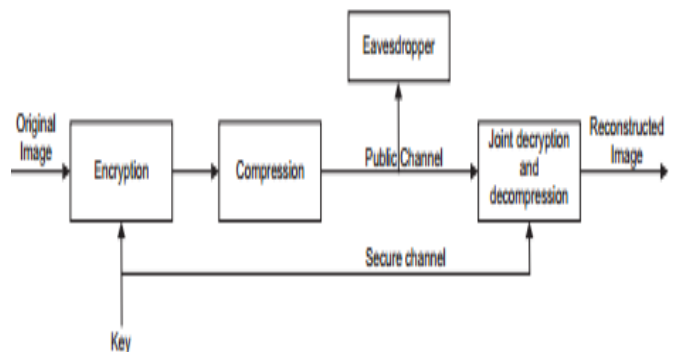 Eavesdropper
Original
Image
Encryption
Compression
Public Channel
Joint decryption
and
decompression
Reconstructed
Image
Secure channel
Key